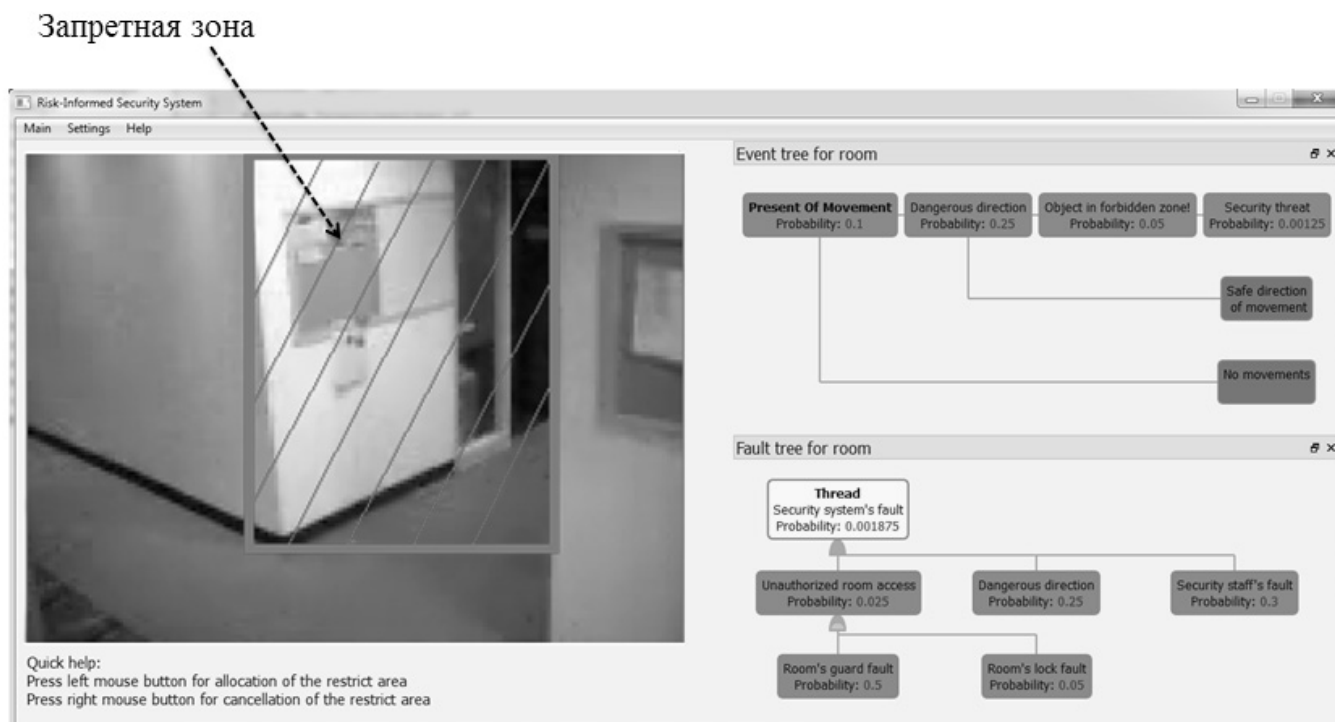 Запретная зона
Risk-Informed Security System
Main Settings Help
Event tree for room
Present Of Movement
Probability: 0.1
Dangerous direction
Probability: 0.25
Object in forbidden zone!
Probability: 0.05
Security threat
Probability: 0.00125
Safe direction
of movement
No movements
Fault tree for room
Thread
Security system's fault
Probability: 0.001875
Unauthorized room access
Probability: 0.025
Dangerous direction
Probability: 0.25
Security staff's fault
Probability: 0.3
Room's guard fault
Probability: 0.5
Room's lock fault
Probability: 0.05
Quick help:
Press left mouse button for allocation of the restrict area
Press right mouse button for cancellation of the restrict area